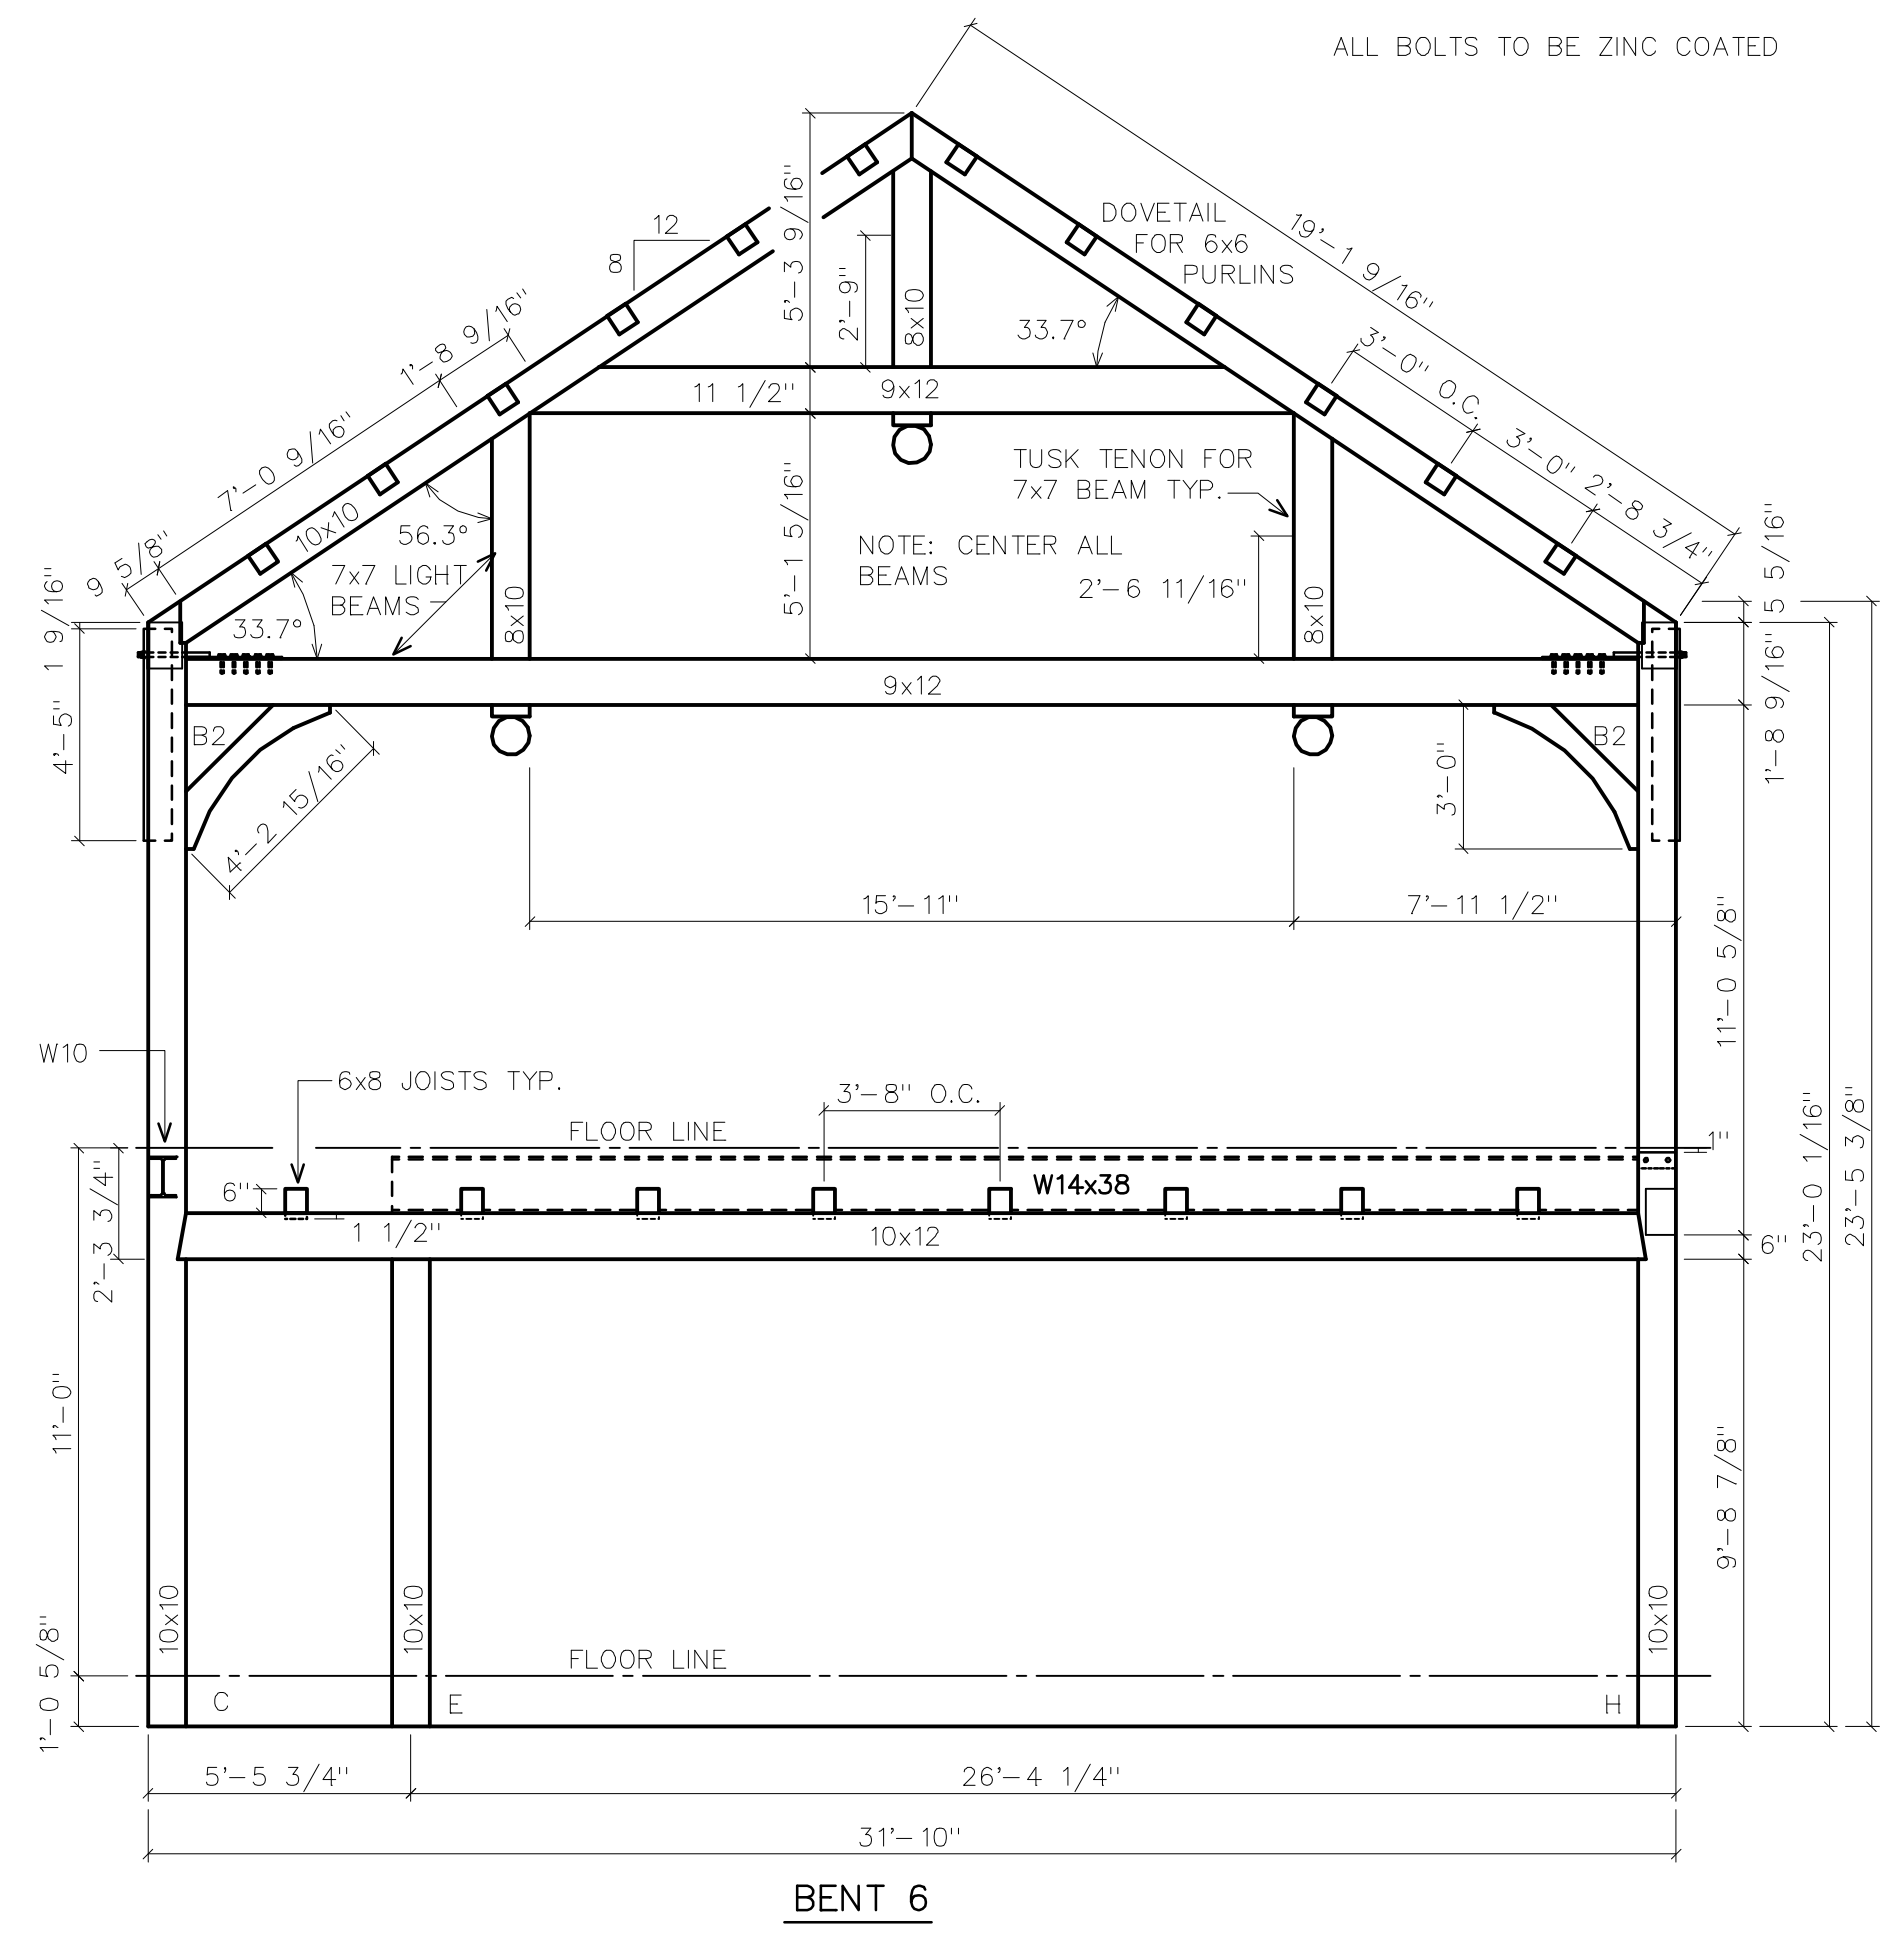 ALL BOLTS TO BE ZINC COATED
19'-1 9/16"
DOVETAIL
FOR 6x6
PURLINS
12
8
5'-3 9/16"
2'-9"
8x10
33.7°
1'-8 9/16"
3'-0" O.C.
11 1/2"
9x12
7'-0 9/16"
3'-0"
2'-8 3/4"
TUSK TENON FOR
7x7 BEAM TYP.
10x10
56.3°
9 5/8"
7x7 LIGHT
BEAMS
NOTE: CENTER ALL
BEAMS
5'-1 5/16"
2'-6 11/16"
8x10
8x10
33.7°
1 9/16"
5 5/16"
9x12
4'-5"
B2
B2
1'-8 9/16"
4'-2 15/16"
3'-0"
15'-11"
7'-11 1/2"
11'-0 5/8"
W10
6x8 JOISTS TYP.
3'-8" O.C.
FLOOR LINE
1"
23'-0 1/16"
23'-5 3/8"
2'-3 3/4"
6"
W14x38
1 1/2"
10x12
6"
11'-0"
9'-8 7/8"
10x10
10x10
10x10
FLOOR LINE
1'-0 5/8"
C
E
H
5'-5 3/4"
26'-4 1/4"
31'-10"
BENT 6